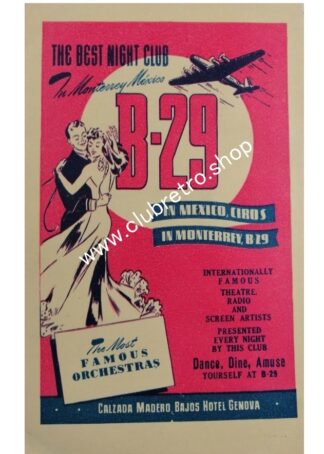 THE BEST NIGHT CLUB
In Monterrey Mexico
B-29
IN MEXICO, CIROS
IN MONTERREY, B 29
INTERNATIONALLY
FAMOUS
THEATRE,
RADIO
AND
SCREEN ARTISTS
PRESENTED
EVERY NIGHT
BY THIS CLUB
Dance, Dine, Amuse
YOURSELF AT B-29
The Most
FAMOUS
ORCHESTRAS
CALZADA MADERO, BAJOS HOTEL GENOVA
www.clubretro.shop